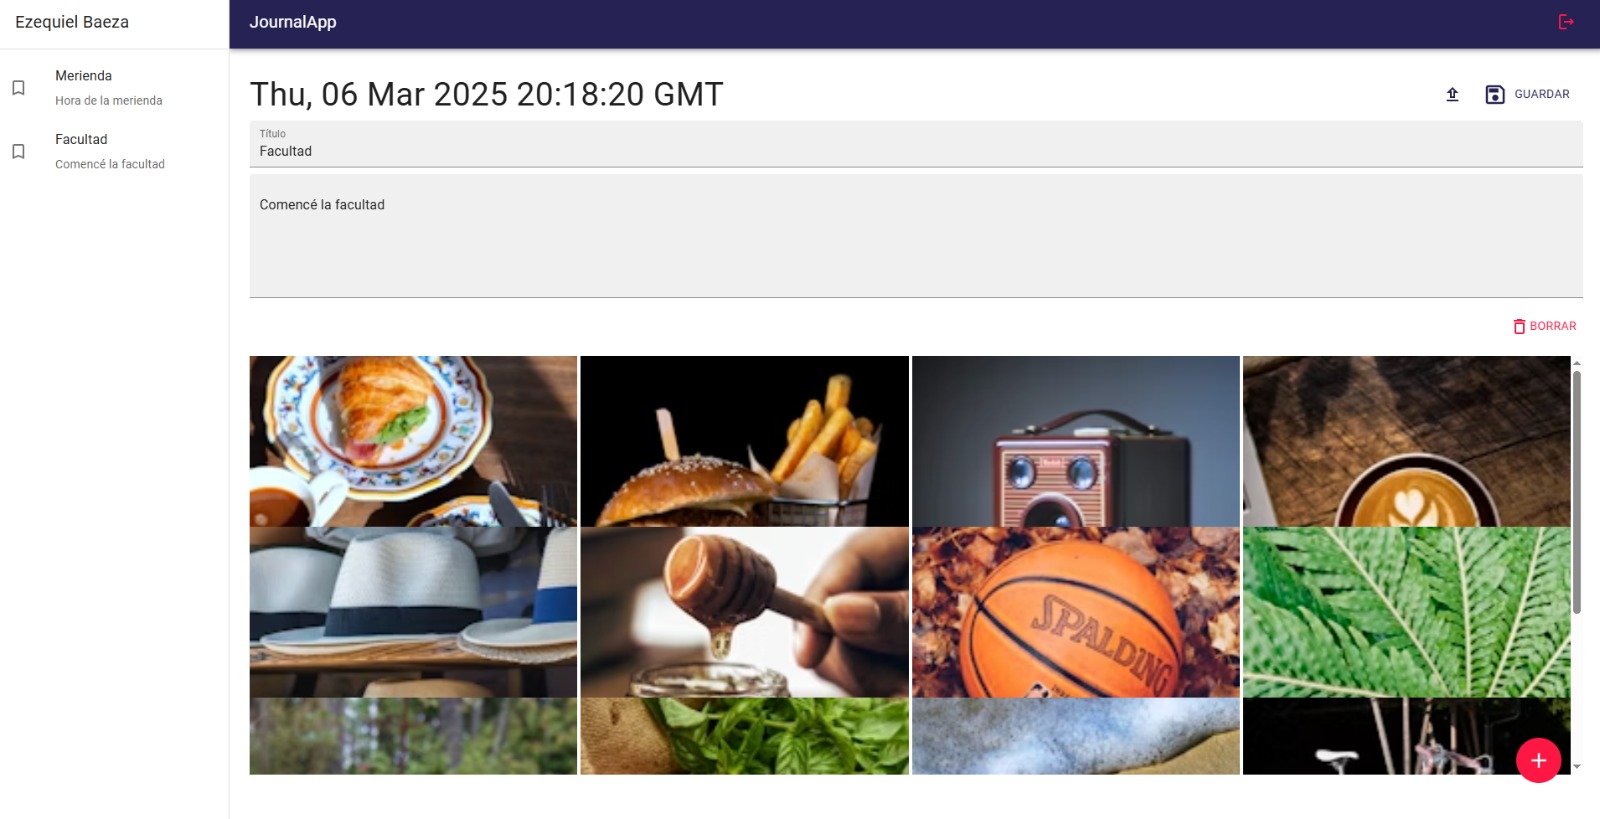 Ezequiel Baeza
JournalApp
Merienda
Hora de la merienda
Facultad
Comencé la facultad
Thu, 06 Mar 2025 20:18:20 GMT
GUARDAR
Título
Facultad
Comencé la facultad
BORRAR
SPALDING